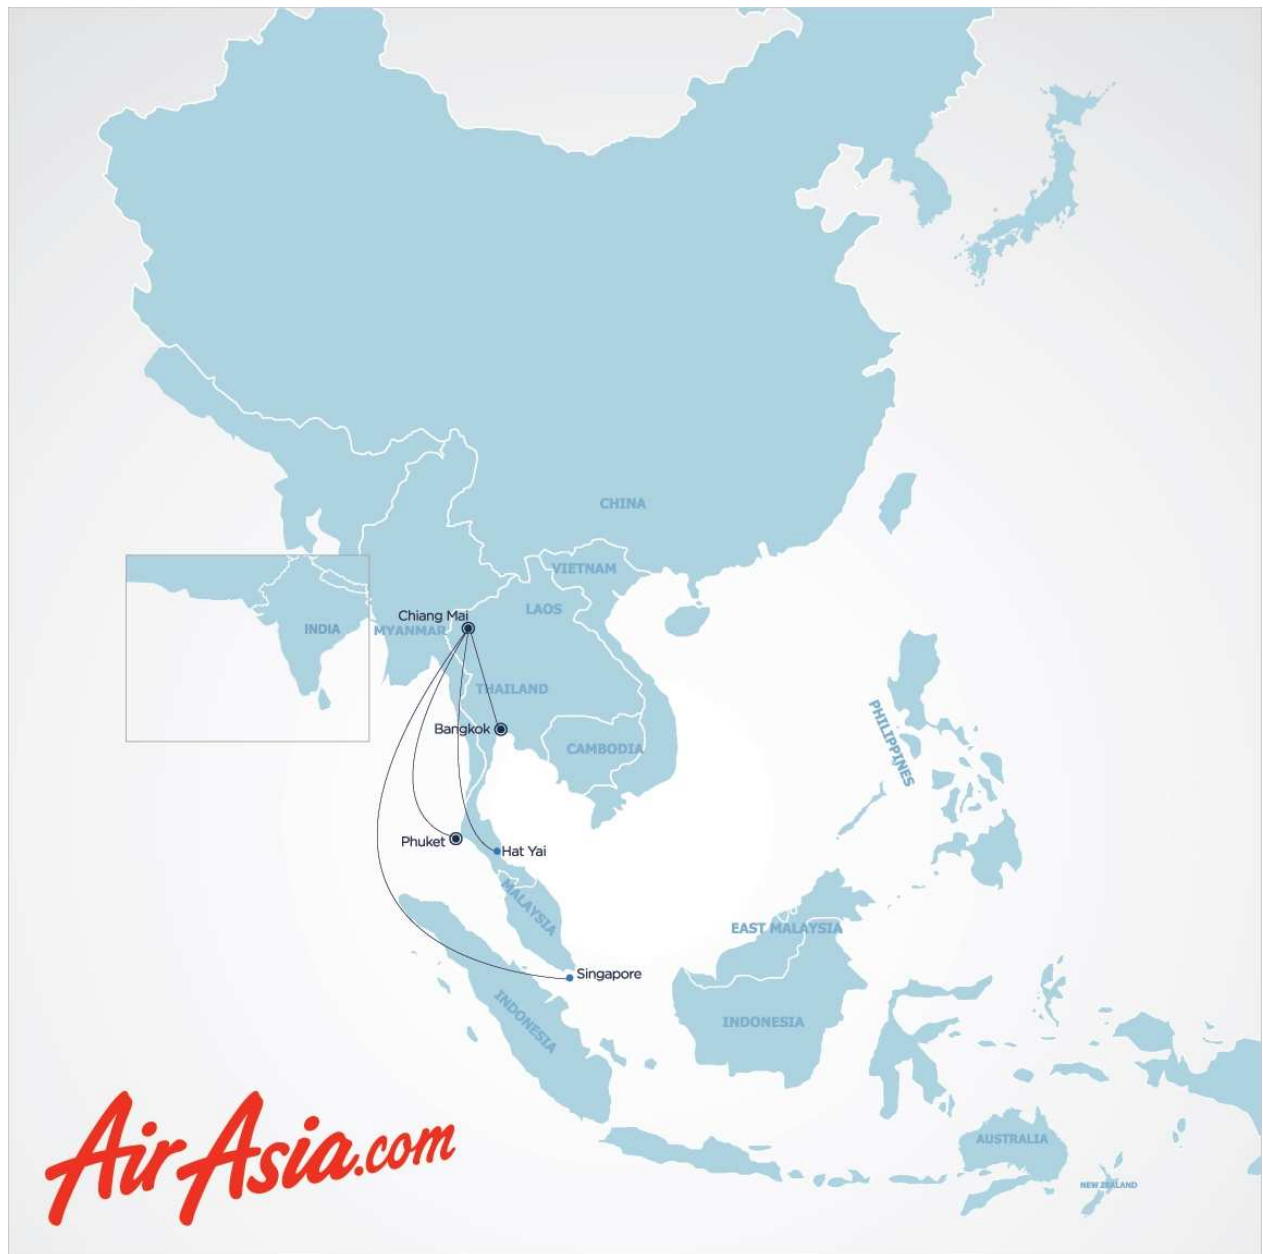 CHINA
VIETNAM
LAOS
Chiang Mai
INDIA
MYANMAR
THAILAND
PHILIPPINES
Bangkok
CAMBODIA
Phuket
Hat Yai
MALAYSIA
EAST MALAYSIA
Singapore
INDONESIA
INDONESIA
AirAsia.com
AUSTRALIA
NEW ZEALAND